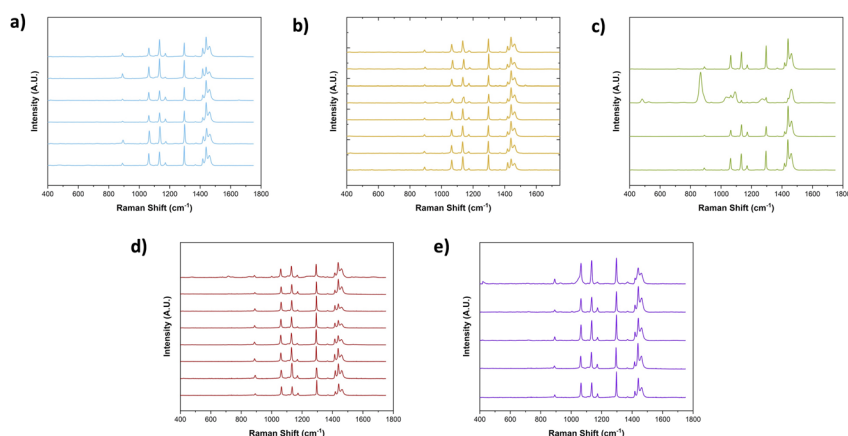 a)
Intensity (A.U.)
400 600 800 1000 1200 1400 1600 1800
Raman Shift (cm⁻¹)
b)
Intensity (A.U.)
400 600 800 1000 1200 1400 1600
Raman Shift (cm⁻¹)
c)
Intensity (A.U.)
400 600 800 1000 1200 1400 1600 1800
Raman Shift (cm⁻¹)
d)
Intensity (A.U.)
400 600 800 1000 1200 1400 1600 1800
Raman Shift (cm⁻¹)
e)
Intensity (A.U.)
400 600 800 1000 1200 1400 1600 1800
Raman Shift (cm⁻¹)